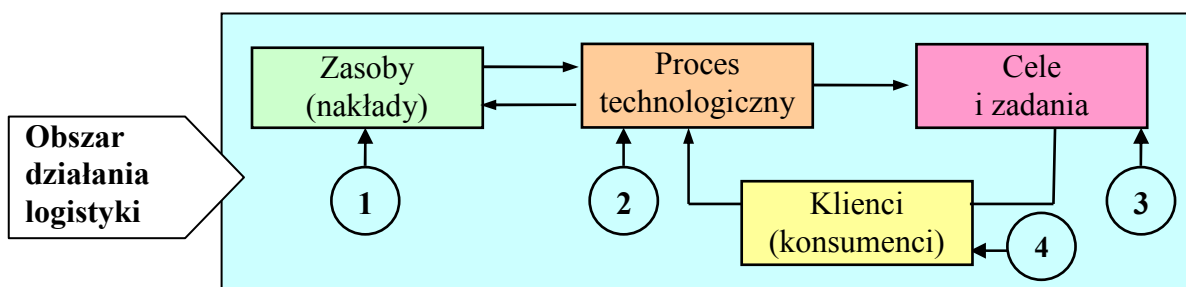 Zasoby
(nakłady)
Proces
technologiczny
Cele
i zadania
Obszar
działania
logistyki
1
2
Klienci
(konsumenci)
4
3